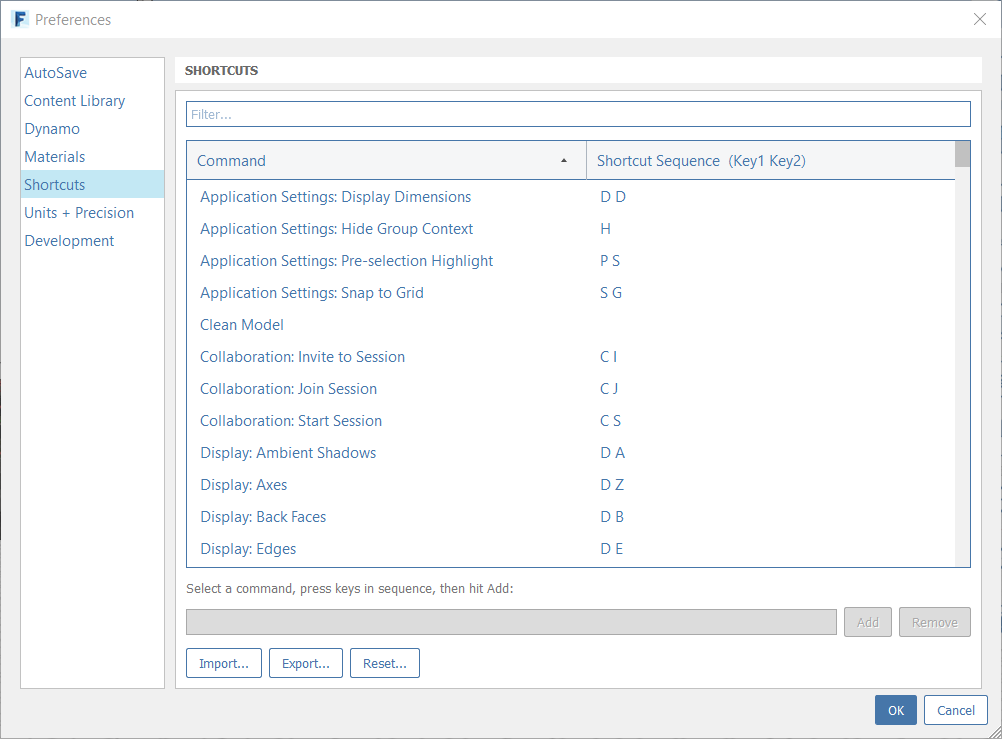 Preferences
AutoSave
Content Library
Dynamo
Materials
Shortcuts
Units + Precision
Development
SHORTCUTS
Filter...
Command Shortcut Sequence (Key1 Key2)
Application Settings: Display Dimensions D D
Application Settings: Hide Group Context H
Application Settings: Pre-selection Highlight P S
Application Settings: Snap to Grid S G
Clean Model
Collaboration: Invite to Session C I
Collaboration: Join Session C J
Collaboration: Start Session C S
Display: Ambient Shadows D A
Display: Axes D Z
Display: Back Faces D B
Display: Edges D E
Select a command, press keys in sequence, then hit Add:
Add Remove
Import... Export... Reset...
OK Cancel